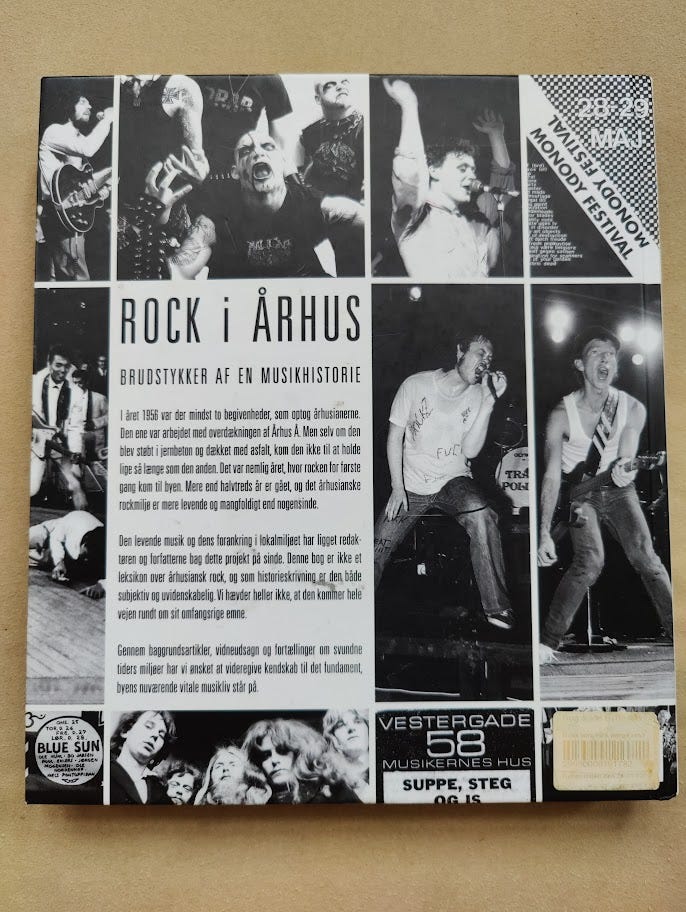 28-29
MAJ
MONODY FESTIVAL
MONODY FESTIVAL
ROCK i ÅRHUS
BRUDSTYKKER AF EN MUSIKHISTORIE
I året 1956 var der mindst to begivenheder, som optog århusianerne.
Den ene var arbejdet med overdækningen af Århus Å. Men selv om den
blev støbt i jernbeton og dækket med asfalt, kom den ikke til at holde
lige så længe som den anden. Det var nemlig året, hvor rocken for første
gang kom til byen. Mere end halvtreds år er gået, og det århusianske
rockmiljø er mere levende og mangfoldigt end nogensinde.
Den levende musik og dens forankring i lokalmiljøet har ligget redak-
tøren og forfatterne bag dette projekt på sinde. Denne bog er ikke et
leksikon over århusiansk rock, og som historieskrivning er den både
subjektiv og uvidenskabelig. Vi hævder heller ikke, at den kommer hele
vejen rundt om sit omfangsrige emne.
Gennem baggrundsartikler, vidneudsagn og fortællinger om svundne
tiders miljøer har vi ønsket at videregive kendskab til det fundament,
byens nuværende vitale musikliv står på.
ONS. 25
TOR. D. 26
FRE. D. 27
LØR. D. 28
BLUE SUN
VESTERGADE
58
MUSIKERNES HUS
SUPPE, STEG
OG IS